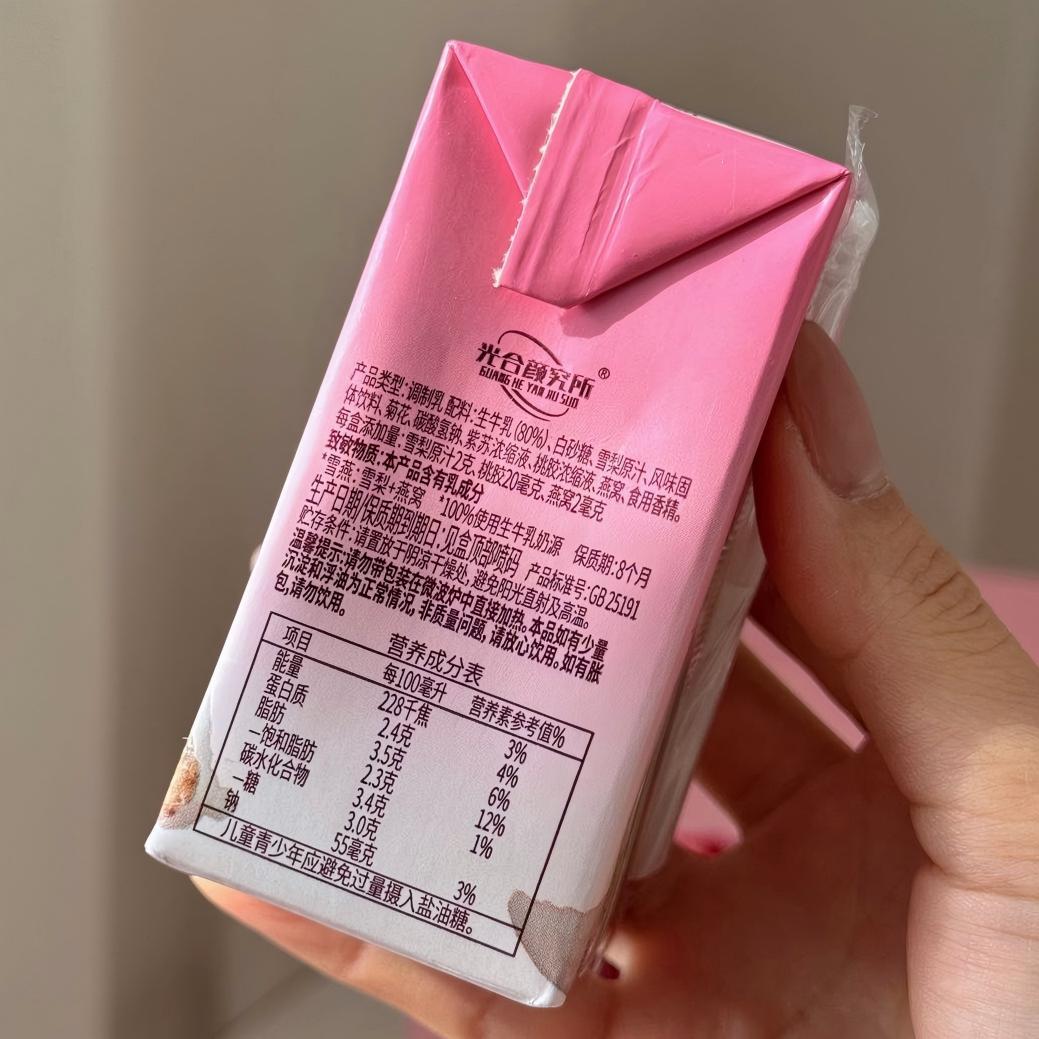 光合颜究所®
GUANG HE YAN JIU SUO
产品类型:调制乳 配料:生牛乳(80%)、白砂糖、雪梨原汁、风味固
体饮料、菊花、碳酸氢钠、紫苏浓缩液、桃胶浓缩液、燕窝、食用香精。
每盒添加量:雪梨原汁2克、桃胶20毫克、燕窝2毫克
致敏物质:本产品含有乳成分
*雪燕:雪梨+燕窝 *100%使用生牛乳奶源 保质期:8个月
生产日期/保质期到期日:见盒顶部喷码 产品标准号:GB 25191
贮存条件:请置放于阴凉干燥处,避免阳光直射及高温。
温馨提示:请勿带包装在微波炉中直接加热。本品如有少量
沉淀和浮油为正常情况,非质量问题,请放心饮用。如有胀
包,请勿饮用。
营养成分表
项目 每100毫升 营养素参考值%
能量 228千焦 3%
蛋白质 2.4克 4%
脂肪 3.5克 6%
—饱和脂肪 2.3克 12%
碳水化合物 3.4克 1%
—糖 3.0克
钠 55毫克 3%
儿童青少年应避免过量摄入盐油糖。